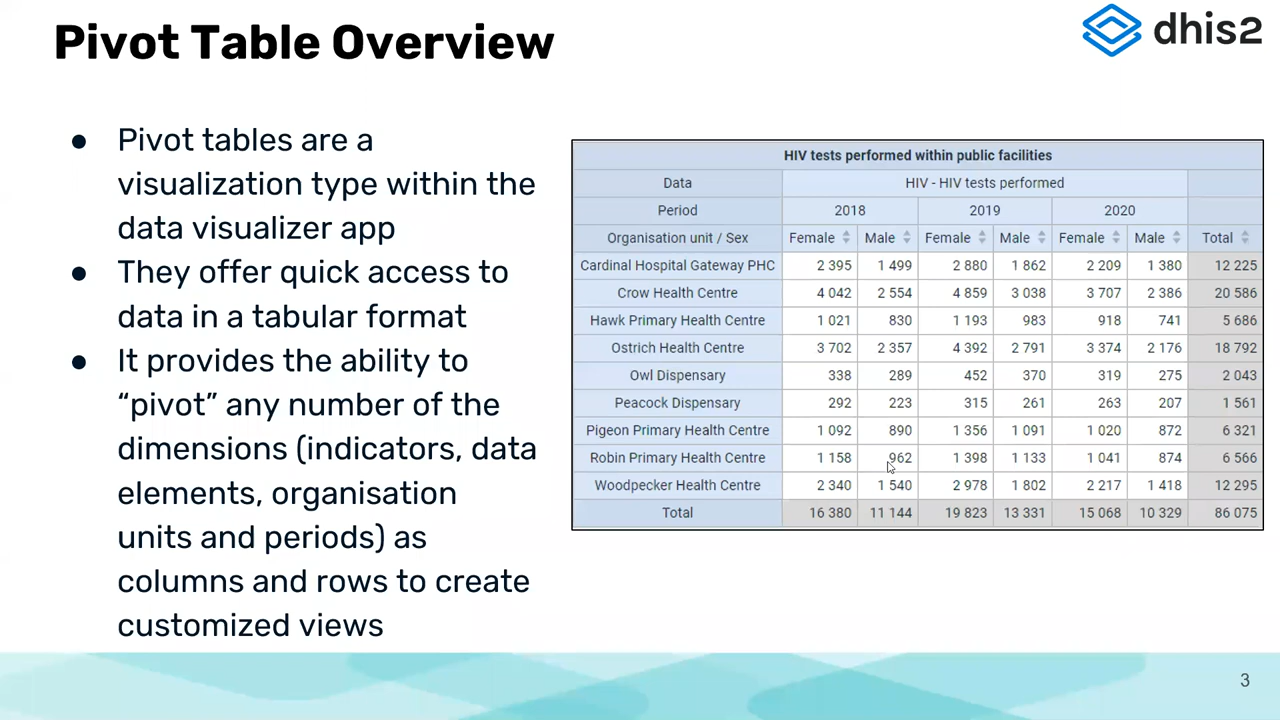 Pivot Table Overview
dhis2
● Pivot tables are a
visualization type within the
data visualizer app
● They offer quick access to
data in a tabular format
● It provides the ability to
“pivot” any number of the
dimensions (indicators, data
elements, organisation
units and periods) as
columns and rows to create
customized views
HIV tests performed within public facilities
Data HIV - HIV tests performed
Period 2018 2019 2020
Organisation unit / Sex Female Male Female Male Female Male Total
Cardinal Hospital Gateway PHC 2 395 1 499 2 880 1 862 2 209 1 380 12 225
Crow Health Centre 4 042 2 554 4 859 3 038 3 707 2 386 20 586
Hawk Primary Health Centre 1 021 830 1 193 983 918 741 5 686
Ostrich Health Centre 3 702 2 357 4 392 2 791 3 374 2 176 18 792
Owl Dispensary 338 289 452 370 319 275 2 043
Peacock Dispensary 292 223 315 261 263 207 1 561
Pigeon Primary Health Centre 1 092 890 1 356 1 091 1 020 872 6 321
Robin Primary Health Centre 1 158 962 1 398 1 133 1 041 874 6 566
Woodpecker Health Centre 2 340 1 540 2 978 1 802 2 217 1 418 12 295
Total 16 380 11 144 19 823 13 331 15 068 10 329 86 075
3